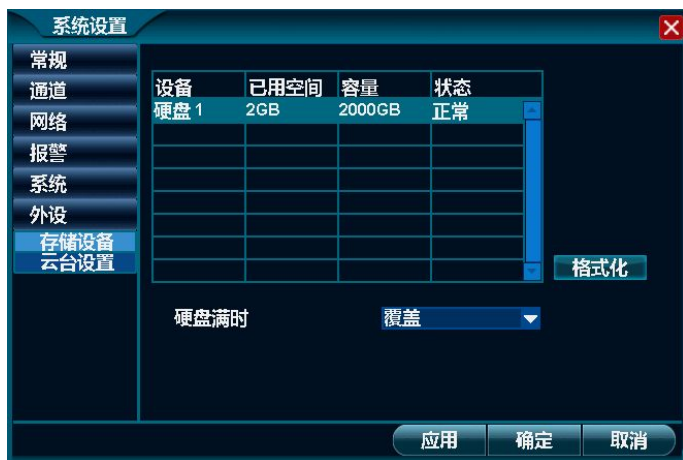 系统设置
常规
通道
网络
报警
系统
外设
存储设备
云台设置
设备 已用空间 容量 状态
硬盘 1 2GB 2000GB 正常
格式化
硬盘满时 覆盖
应用 确定 取消